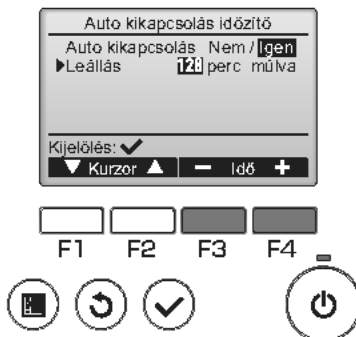 Auto kikapcsolás időzítő
Auto kikapcsolás Nem / Igen
▶Leállás 120 perc múlva
Kijelölés: ✔
▼ Kurzor ▲ − Idő +
F1 F2 F3 F4